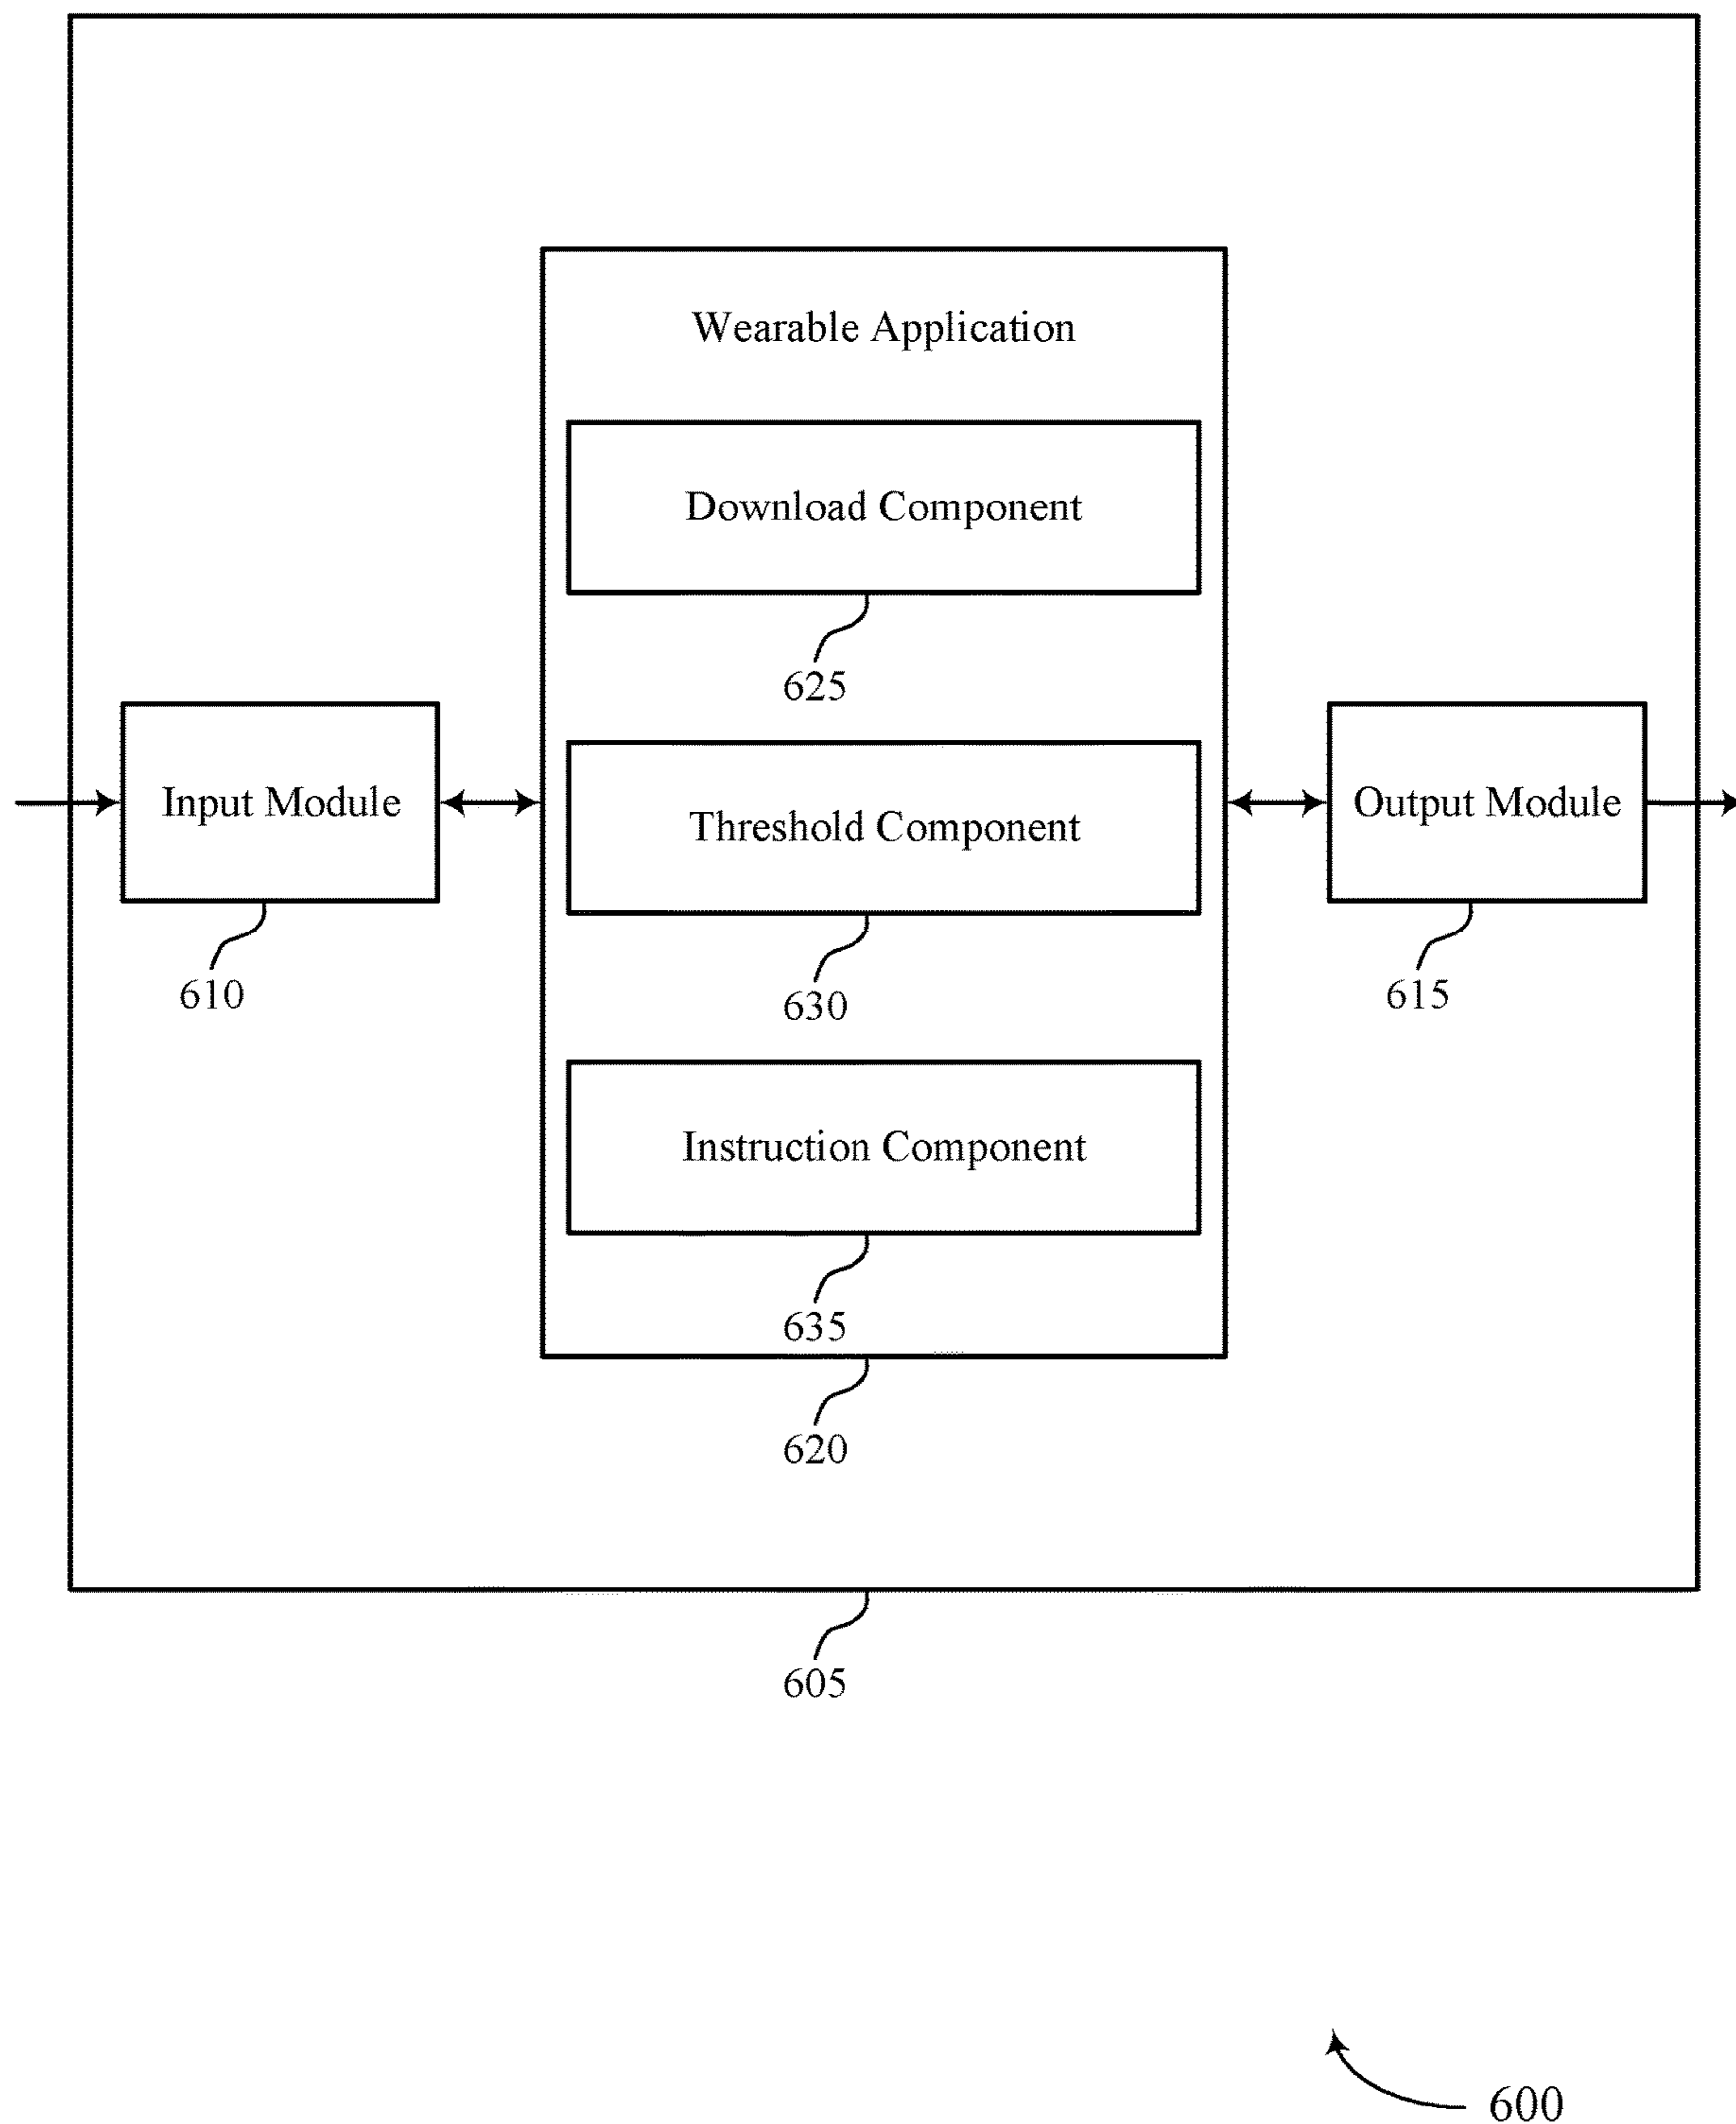 Wearable Application
Download Component
625
Input Module
Threshold Component
Output Module
610
630
615
Instruction Component
635
620
605
600